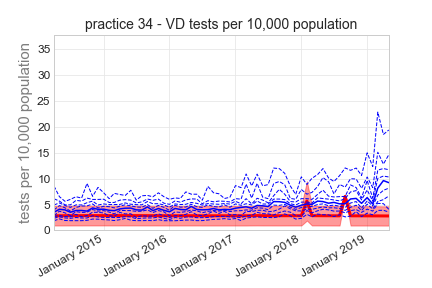 practice 34 - VD tests per 10,000 population
tests per 10,000 population
35
30
25
20
15
10
5
0
January 2015
January 2016
January 2017
January 2018
January 2019